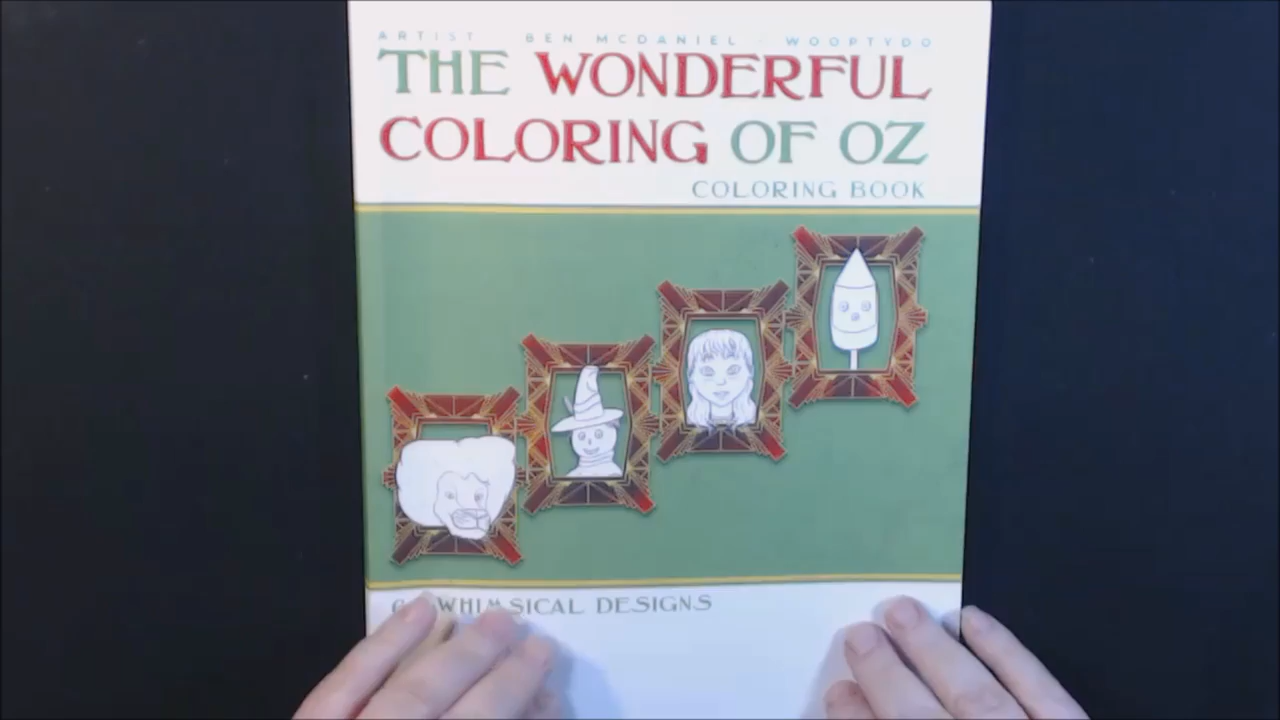 ARTIST BEN MCDANIEL - WOOPTYDO
THE WONDERFUL
COLORING OF OZ
COLORING BOOK
WHIMSICAL DESIGNS